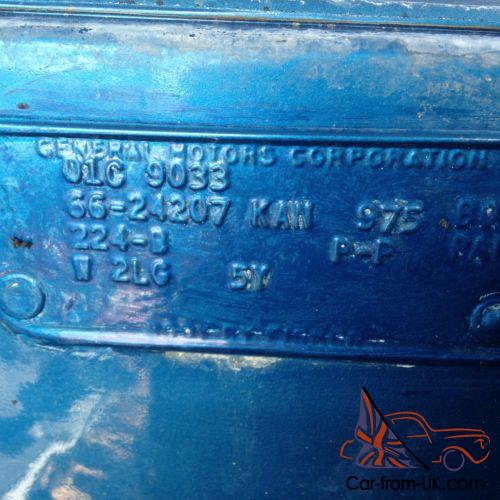 GENERAL MOTORS CORPORATION
01C 9033
66-24207 KAN 975
224-B P-P
W 2LG 5Y
Car-from-UK.com